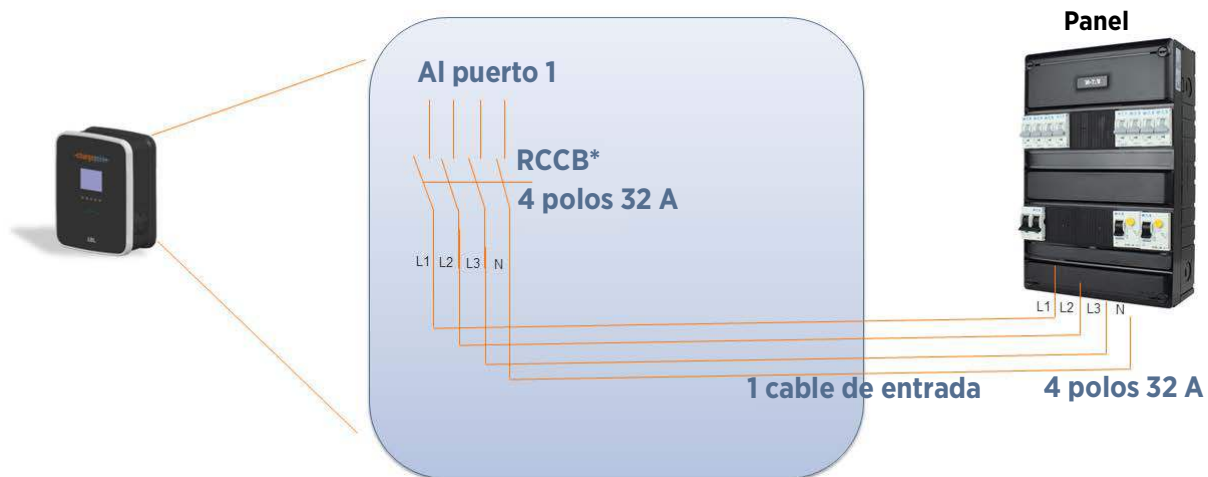 Panel
Al puerto 1
RCCB*
4 polos 32 A
L1 L2 L3 N
L1 L2 L3 N
1 cable de entrada
4 polos 32 A